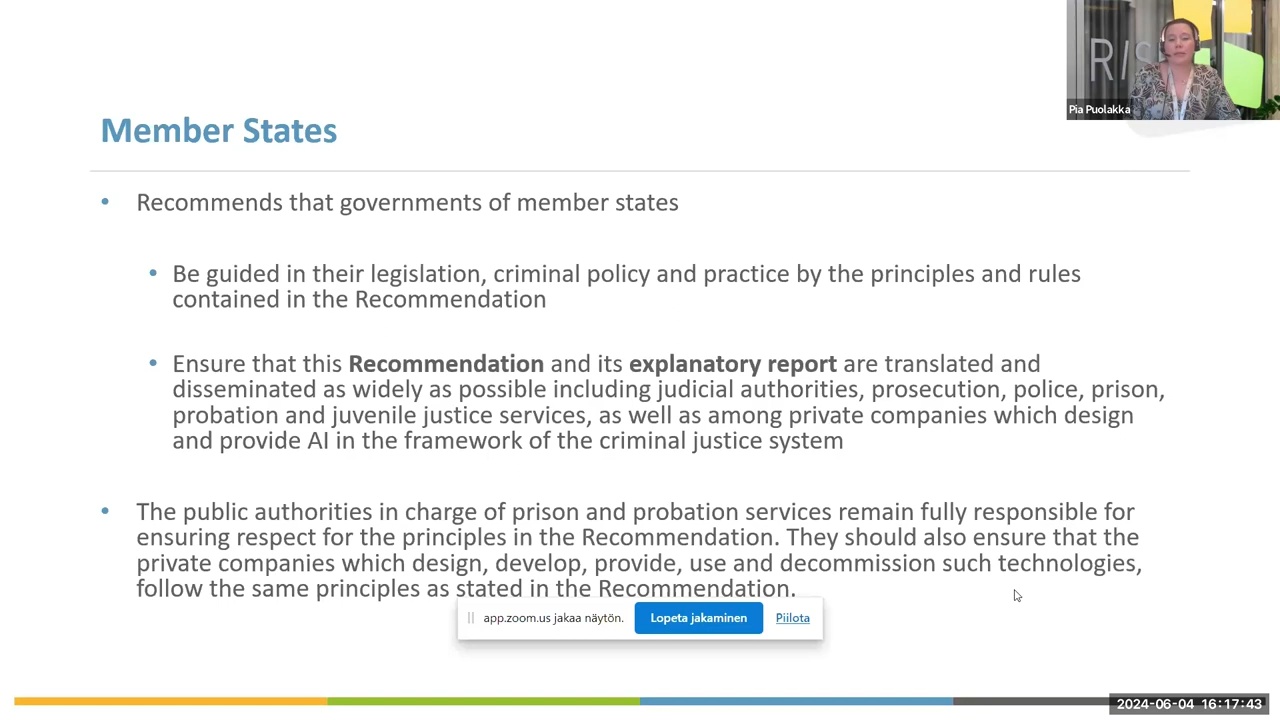 RIS
Pia Puolakka
Member States
• Recommends that governments of member states
• Be guided in their legislation, criminal policy and practice by the principles and rules
contained in the Recommendation
• Ensure that this Recommendation and its explanatory report are translated and
disseminated as widely as possible including judicial authorities, prosecution, police, prison,
probation and juvenile justice services, as well as among private companies which design
and provide AI in the framework of the criminal justice system
• The public authorities in charge of prison and probation services remain fully responsible for
ensuring respect for the principles in the Recommendation. They should also ensure that the
private companies which design, develop, provide, use and decommission such technologies,
follow the same principles as stated in the Recommendation.
app.zoom.us jakaa näytön. Lopeta jakaminen Piilota
2024-06-04 16:17:43